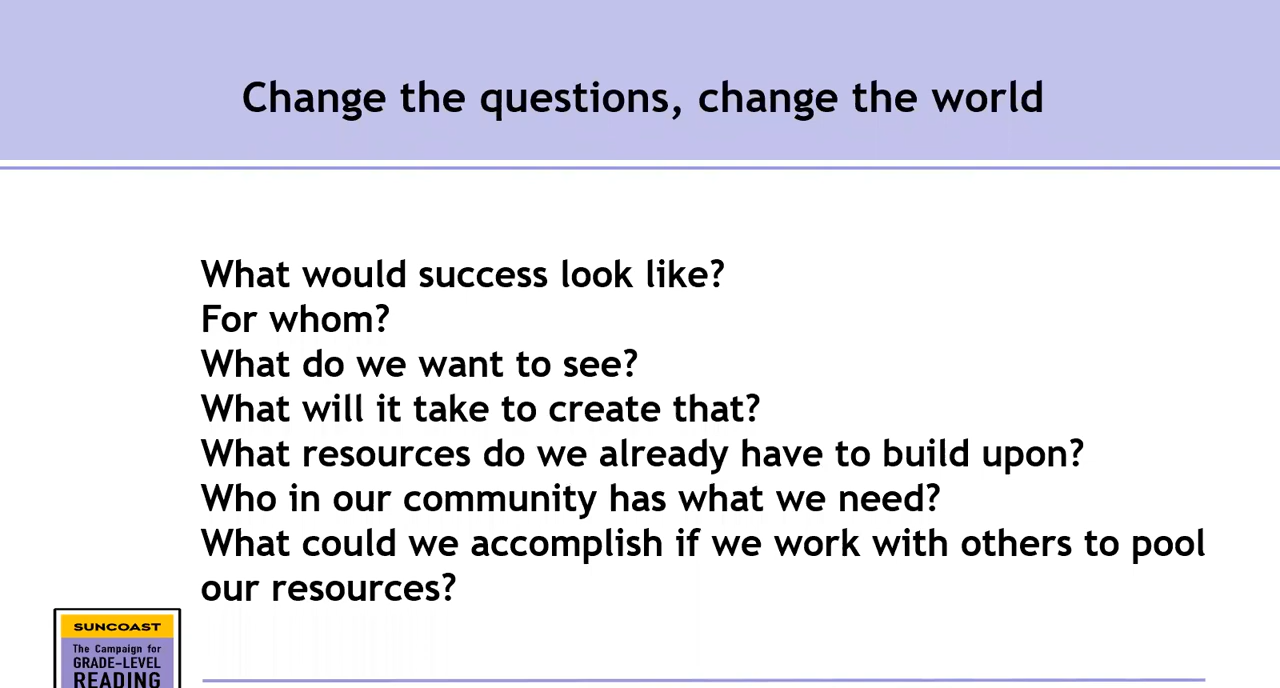 Change the questions, change the world
What would success look like?
For whom?
What do we want to see?
What will it take to create that?
What resources do we already have to build upon?
Who in our community has what we need?
What could we accomplish if we work with others to pool
our resources?
SUNCOAST
The Campaign for
GRADE-LEVEL
READING